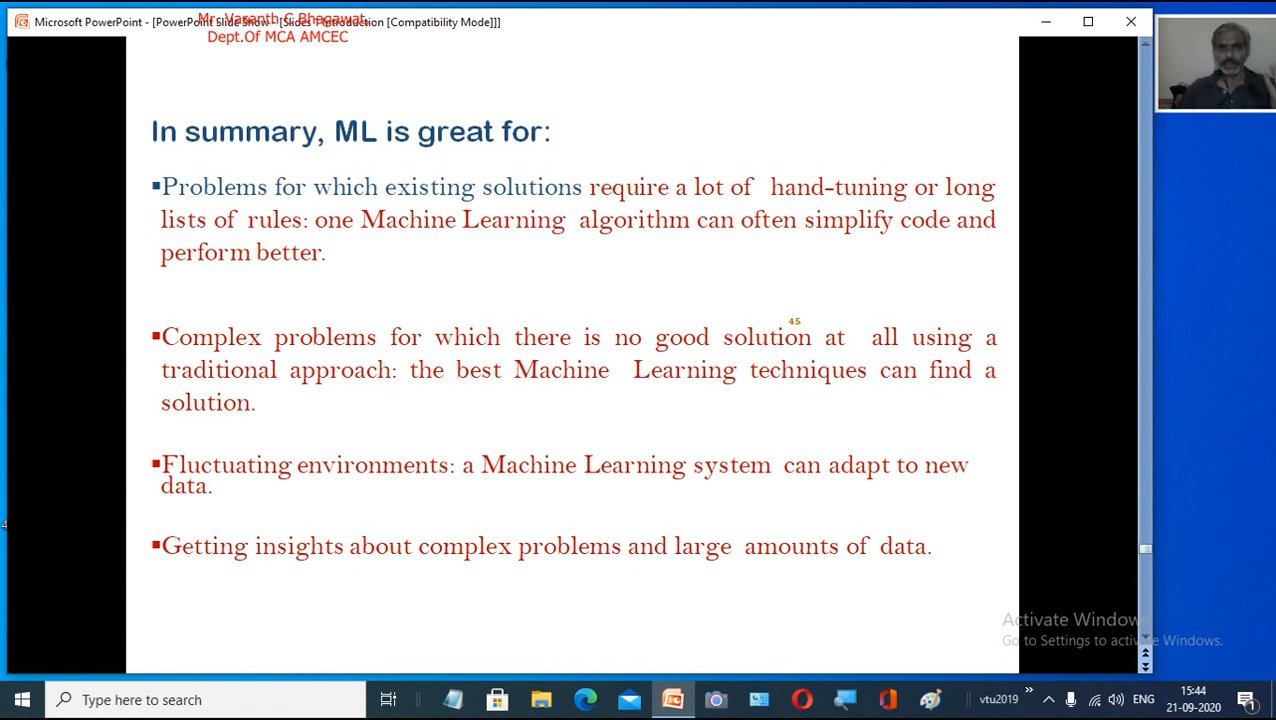 Microsoft PowerPoint - [PowerPoint Slide Show - [Slides 1 Introduction [Compatibility Mode]]]
Mr. Vasanth C Bhagawat,
Dept.Of MCA AMCEC
In summary, ML is great for:
▪Problems for which existing solutions require a lot of hand-tuning or long
lists of rules: one Machine Learning algorithm can often simplify code and
perform better.
45
▪Complex problems for which there is no good solution at all using a
traditional approach: the best Machine Learning techniques can find a
solution.
▪Fluctuating environments: a Machine Learning system can adapt to new
data.
▪Getting insights about complex problems and large amounts of data.
Activate Windows
Go to Settings to activate Windows.
Type here to search
vtu2019
ENG
15:44
21-09-2020
1